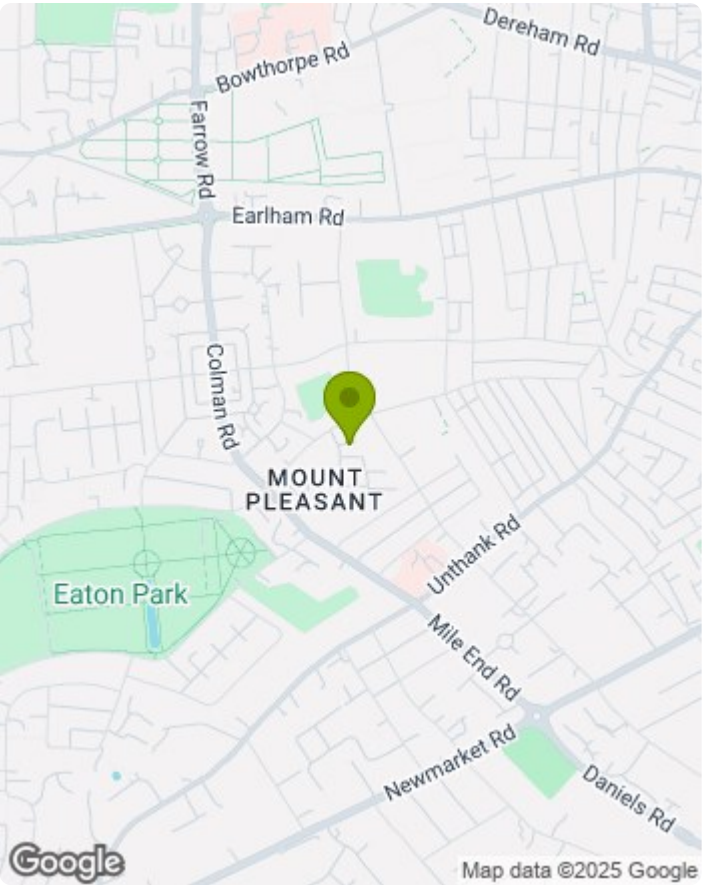 Dereham Rd
Bowthorpe Rd
Farrow Rd
Earlham Rd
Colman Rd
MOUNT
PLEASANT
Unthank Rd
Eaton Park
Mile End Rd
Newmarket Rd
Daniels Rd
Google
Map data ©2025 Google